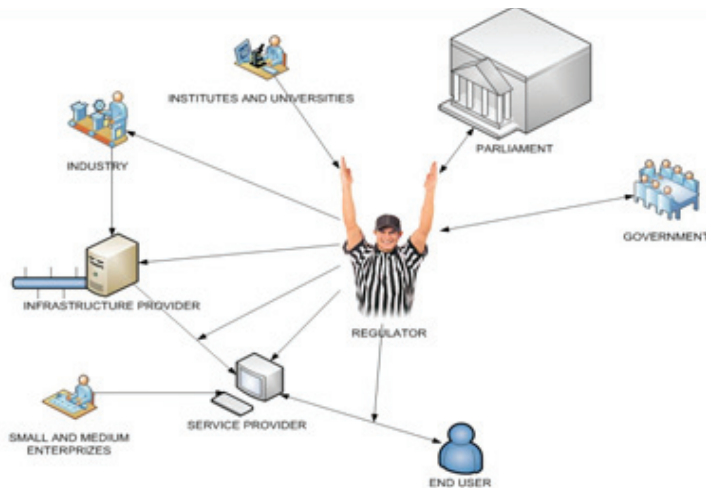 INSTITUTES AND UNIVERSITIES
PARLIAMENT
INDUSTRY
GOVERNMENT
INFRASTRUCTURE PROVIDER
REGULATOR
SERVICE PROVIDER
SMALL AND MEDIUM
ENTERPRIZES
END USER